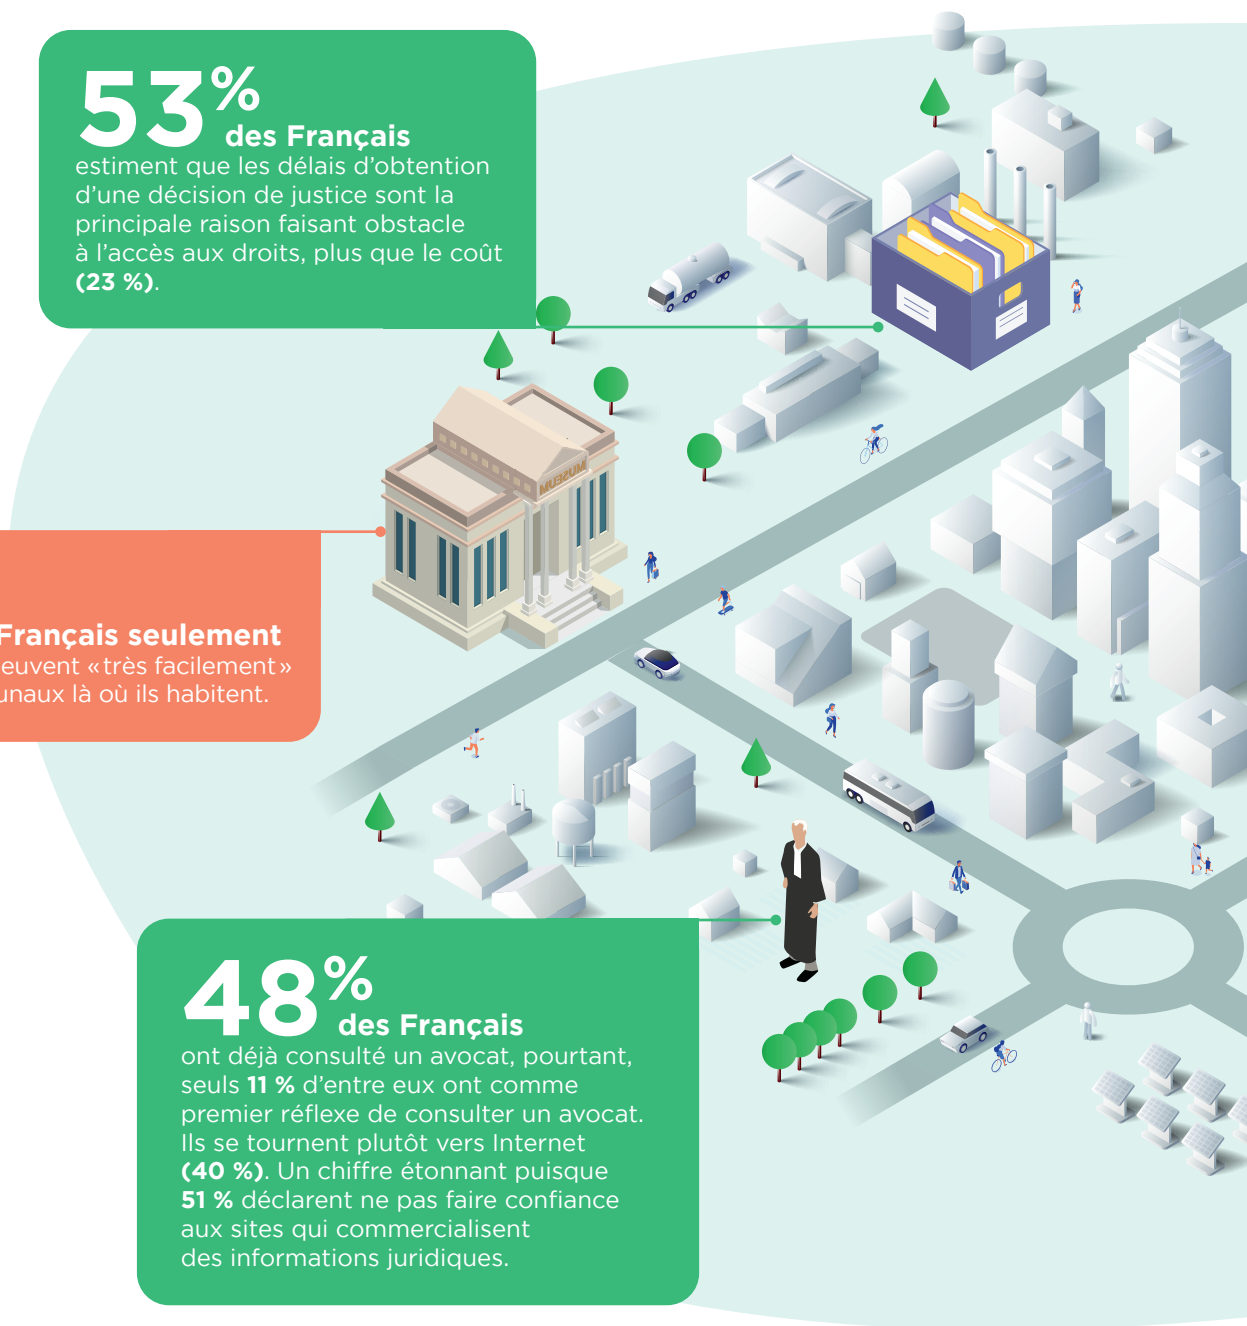 53%
des Français
estiment que les délais d’obtention
d’une décision de justice sont la
principale raison faisant obstacle
à l’accès aux droits, plus que le coût
(23 %).
MUSEUM
Français seulement
«très facilement»
là où ils habitent.
48%
des Français
ont déjà consulté un avocat, pourtant,
seuls 11 % d’entre eux ont comme
premier réflexe de consulter un avocat.
Ils se tournent plutôt vers Internet
(40 %). Un chiffre étonnant puisque
51 % déclarent ne pas faire confiance
aux sites qui commercialisent
des informations juridiques.